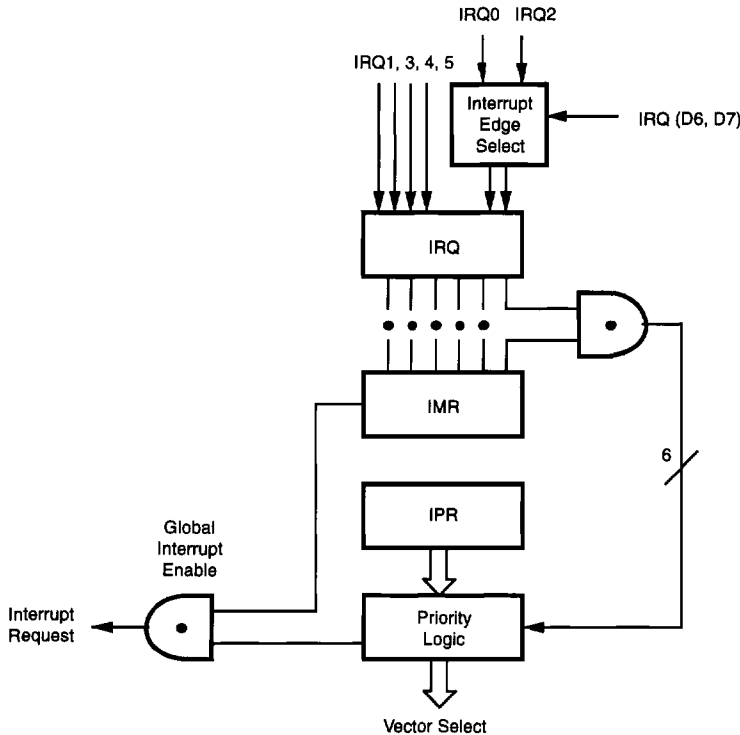 IRQ0 IRQ2
IRQ1, 3, 4, 5
Interrupt
Edge
Select
IRQ (D6, D7)
IRQ
IMR
6
IPR
Global
Interrupt
Enable
Interrupt
Request
Priority
Logic
Vector Select